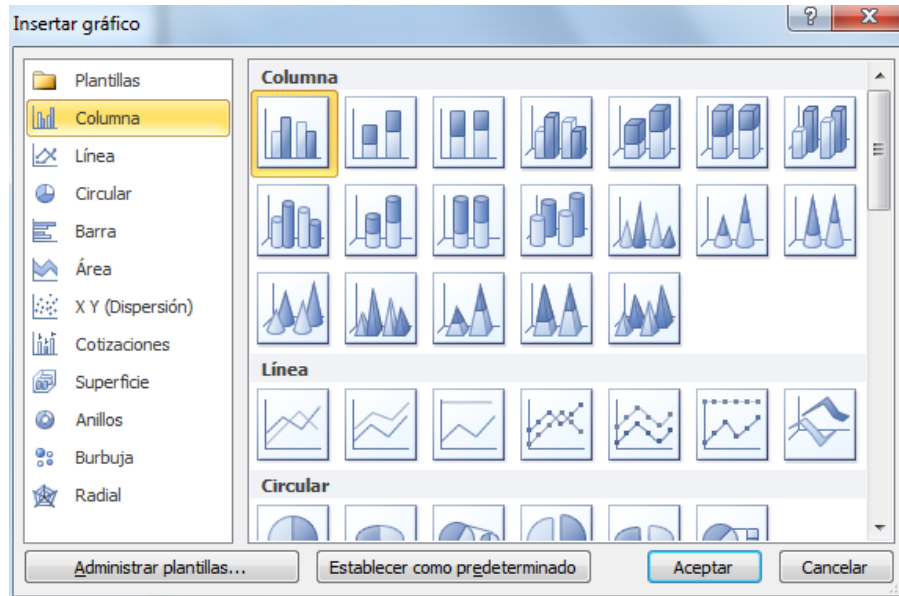 Insertar gráfico
Plantillas
Columna
Línea
Circular
Barra
Área
X Y (Dispersión)
Cotizaciones
Superficie
Anillos
Burbuja
Radial
Columna
Línea
Circular
Administrar plantillas...
Establecer como predeterminado
Aceptar
Cancelar